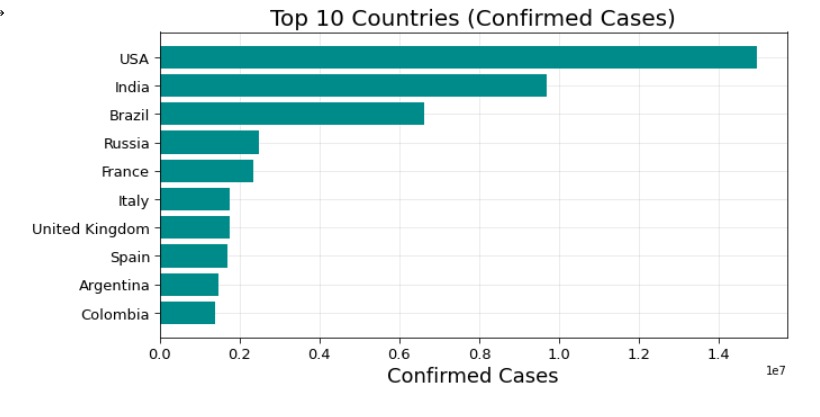 Top 10 Countries (Confirmed Cases)
USA
India
Brazil
Russia
France
Italy
United Kingdom
Spain
Argentina
Colombia
0.0 0.2 0.4 0.6 0.8 1.0 1.2 1.4
1e7
Confirmed Cases